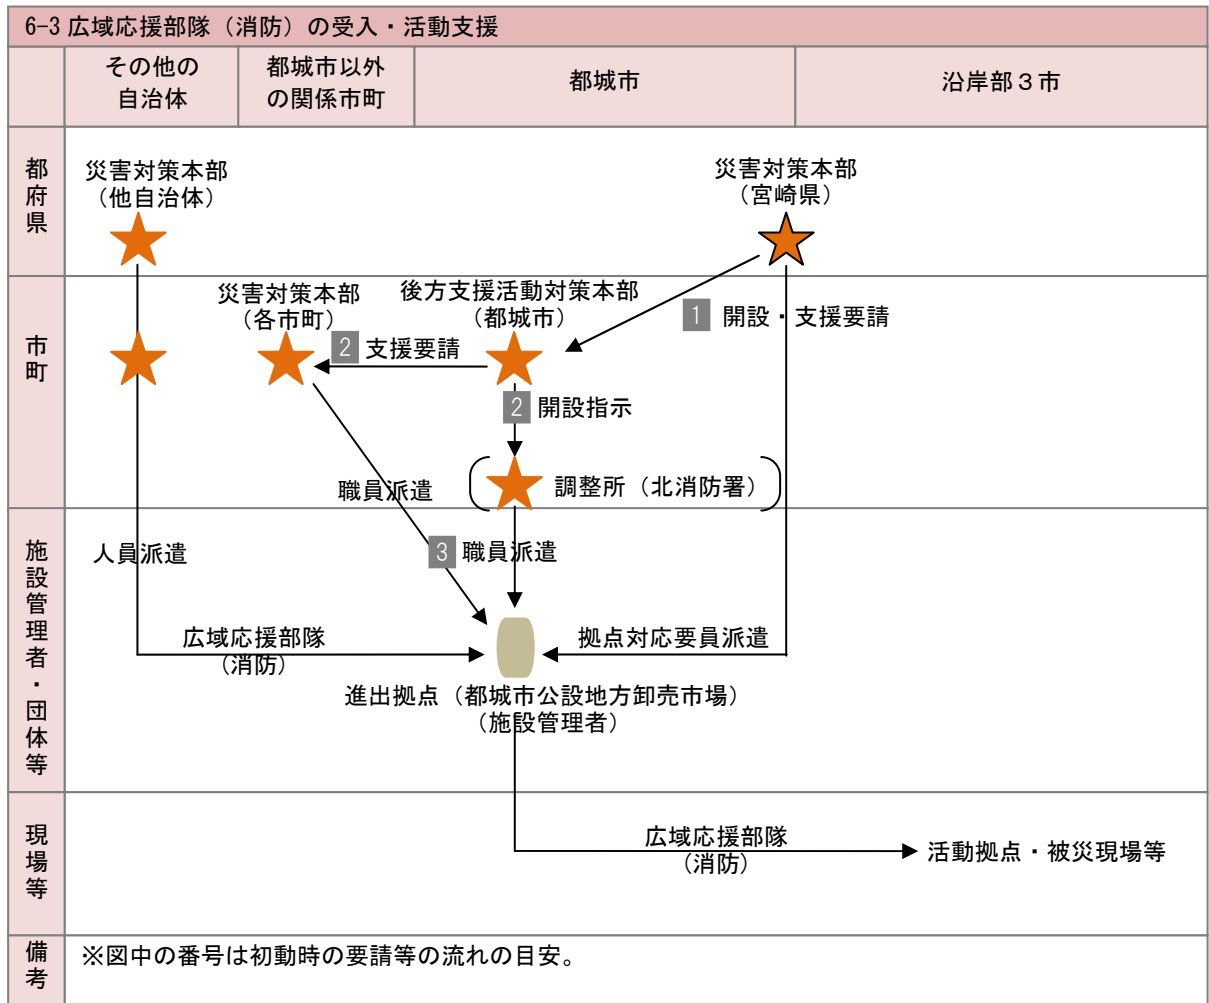 6-3 広域応援部隊（消防）の受入・活動支援
その他の
自治体
都城市以外
の関係市町
都城市
沿岸部３市
都府県
災害対策本部
（他自治体）
災害対策本部
（宮崎県）
市町
災害対策本部
（各市町）
後方支援活動対策本部
（都城市）
1 開設・支援要請
2 支援要請
2 開設指示
調整所（北消防署）
職員派遣
施設管理者・団体等
人員派遣
3 職員派遣
広域応援部隊
（消防）
拠点対応要員派遣
進出拠点（都城市公設地方卸売市場）
（施設管理者）
現場等
広域応援部隊
（消防）
活動拠点・被災現場等
備考
※図中の番号は初動時の要請等の流れの目安。